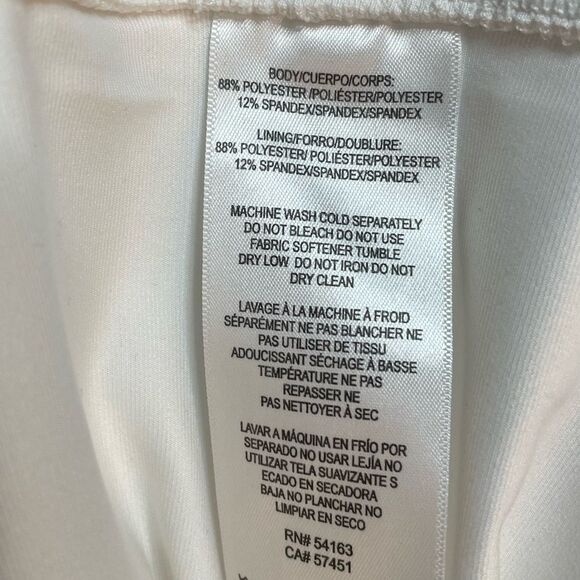 BODY/CUERPO/CORPS:
88% POLYESTER /POLIÉSTER/POLYESTER
12% SPANDEX/SPANDEX/SPANDEX
LINING/FORRO/DOUBLURE:
88% POLYESTER/ POLIÉSTER/POLYESTER
12% SPANDEX/SPANDEX/SPANDEX
MACHINE WASH COLD SEPARATELY
DO NOT BLEACH DO NOT USE
FABRIC SOFTENER TUMBLE
DRY LOW DO NOT IRON DO NOT
DRY CLEAN
LAVAGE À LA MACHINE À FROID
SÉPARÉMENT NE PAS BLANCHER NE
PAS UTILISER DE TISSU
ADOUCISSANT SÉCHAGE À BASSE
TEMPÉRATURE NE PAS
REPASSER NE
PAS NETTOYER À SEC
LAVAR A MÁQUINA EN FRÍO POR
SEPARADO NO USAR LEJÍA NO
UTILIZAR TELA SUAVIZANTE S
ECADO EN SECADORA
BAJA NO PLANCHAR NO
LIMPIAR EN SECO
RN# 54163
CA# 57451